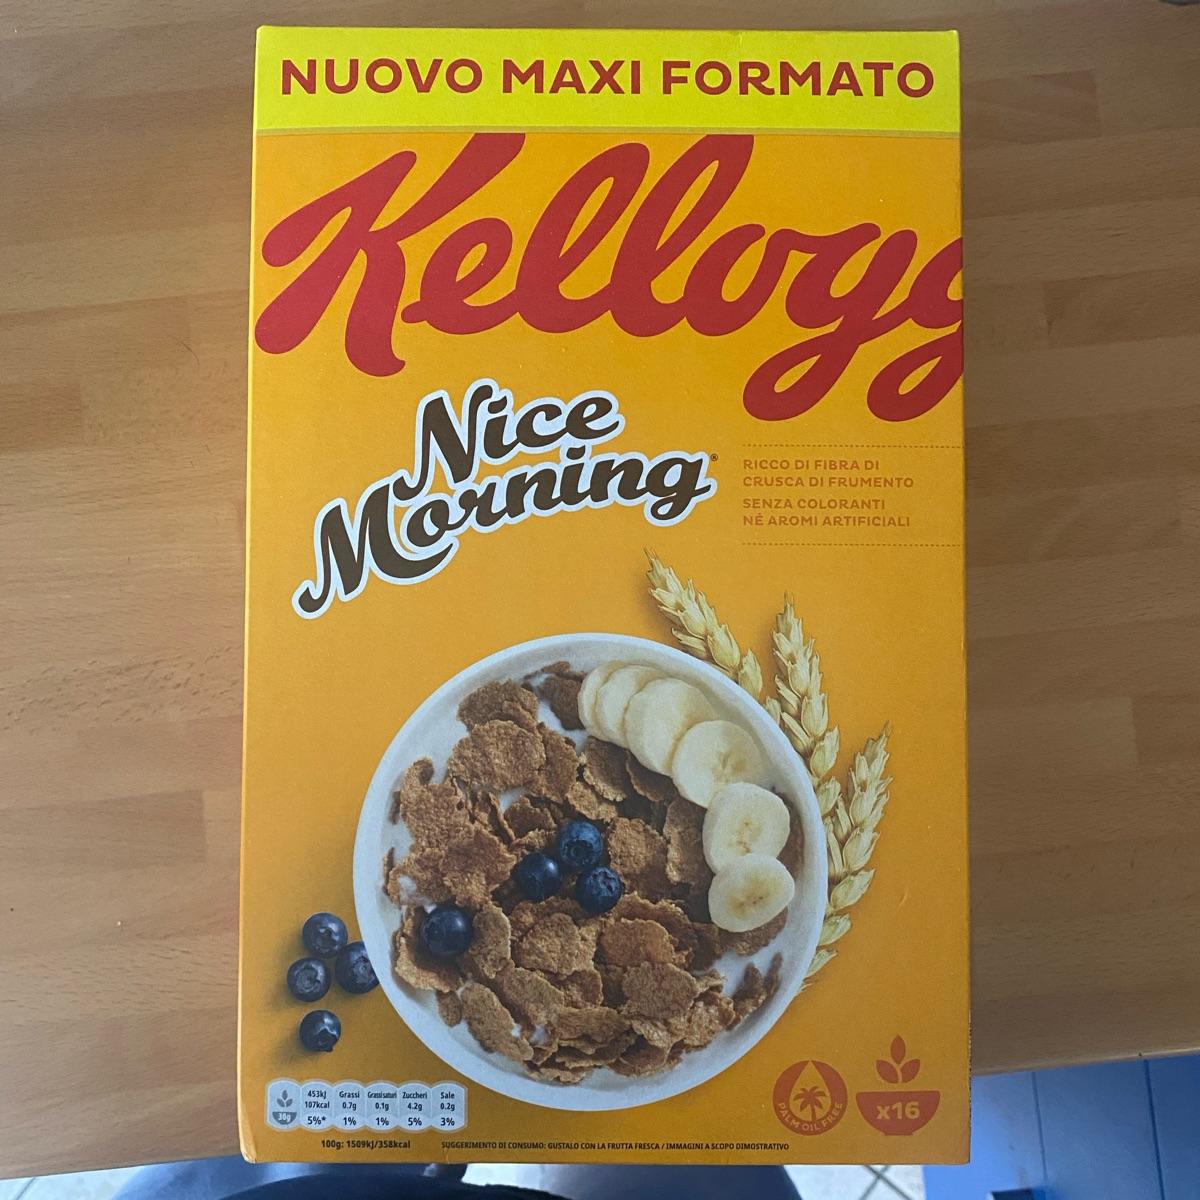 NUOVO MAXI FORMATO
Kellogg
Nice
Morning®
RICCO DI FIBRA DI
CRUSCA DI FRUMENTO
SENZA COLORANTI
NÉ AROMI ARTIFICIALI
30g
453kJ
107kcal
5%*
Grassi
0.7g
1%
Grassi saturi
0.1g
1%
Zuccheri
4.2g
5%
Sale
0.2g
3%
100g: 1509kJ/358kcal
SUGGERIMENTO DI CONSUMO: GUSTALO CON LA FRUTTA FRESCA / IMMAGINI A SCOPO DIMOSTRATIVO
PALM OIL FREE
x16